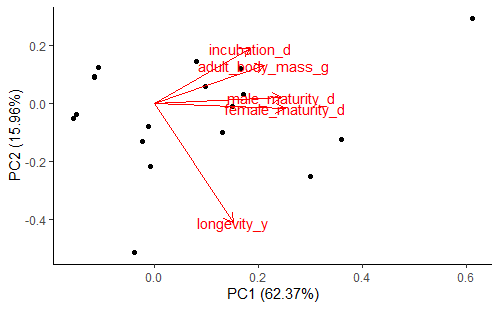 0.2
0.0
-0.2
-0.4
PC2 (15.96%)
incubation_d
adult_body_mass_g
male_maturity_d
female_maturity_d
longevity_y
0.0 0.2 0.4 0.6
PC1 (62.37%)